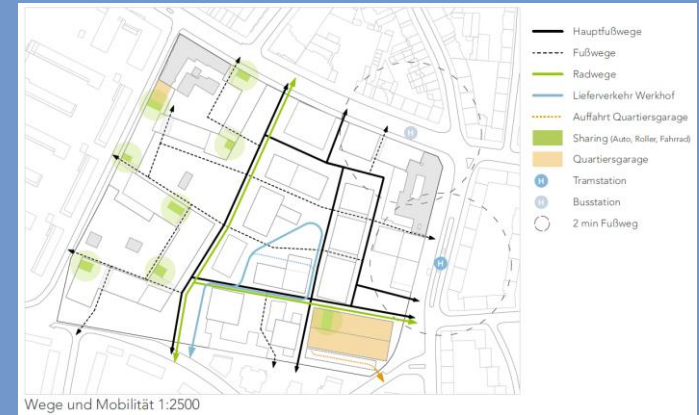 Hauptfußwege
Fußwege
Radwege
Lieferverkehr Werkhof
Auffahrt Quartiersgarage
Sharing (Auto, Roller, Fahrrad)
Quartiersgarage
H Tramstation
H Busstation
2 min Fußweg
H
H
Wege und Mobilität 1:2500